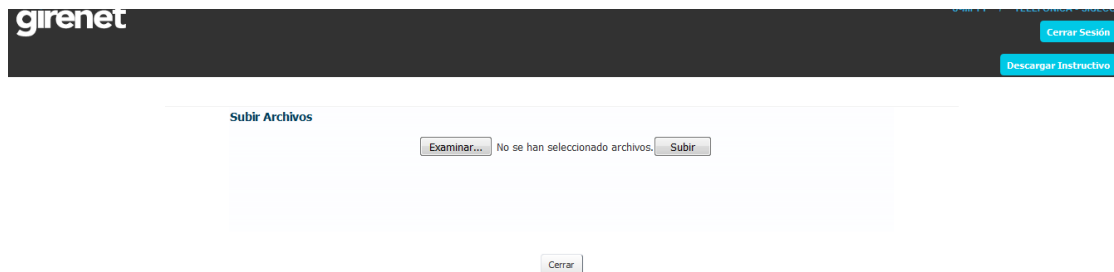 girenet
Cerrar Sesión
Descargar Instructivo
Subir Archivos
Examinar... No se han seleccionado archivos. Subir
Cerrar